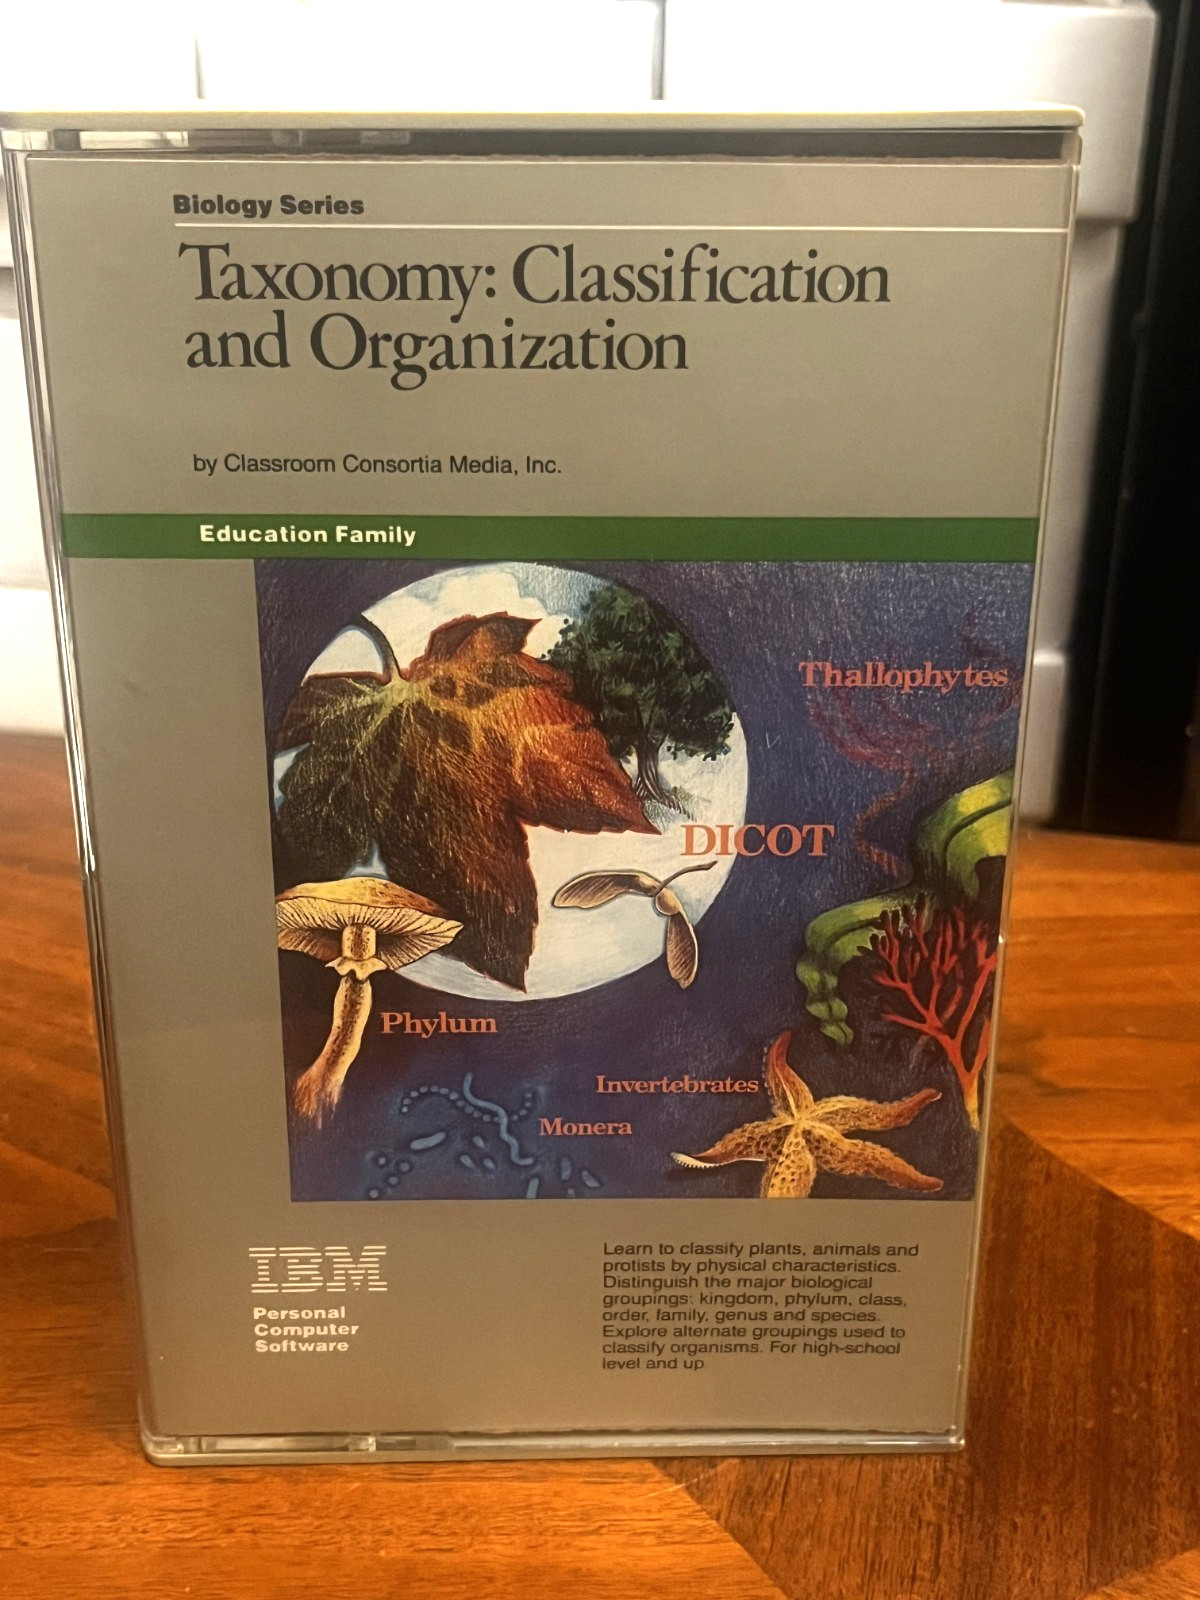 Biology Series
Taxonomy: Classification
and Organization
by Classroom Consortia Media, Inc.
Education Family
Thallophytes
DICOT
Phylum
Invertebrates
Monera
IBM
Personal
Computer
Software
Learn to classify plants, animals and
protists by physical characteristics.
Distinguish the major biological
groupings: kingdom, phylum, class,
order, family, genus and species.
Explore alternate groupings used to
classify organisms. For high-school
level and up